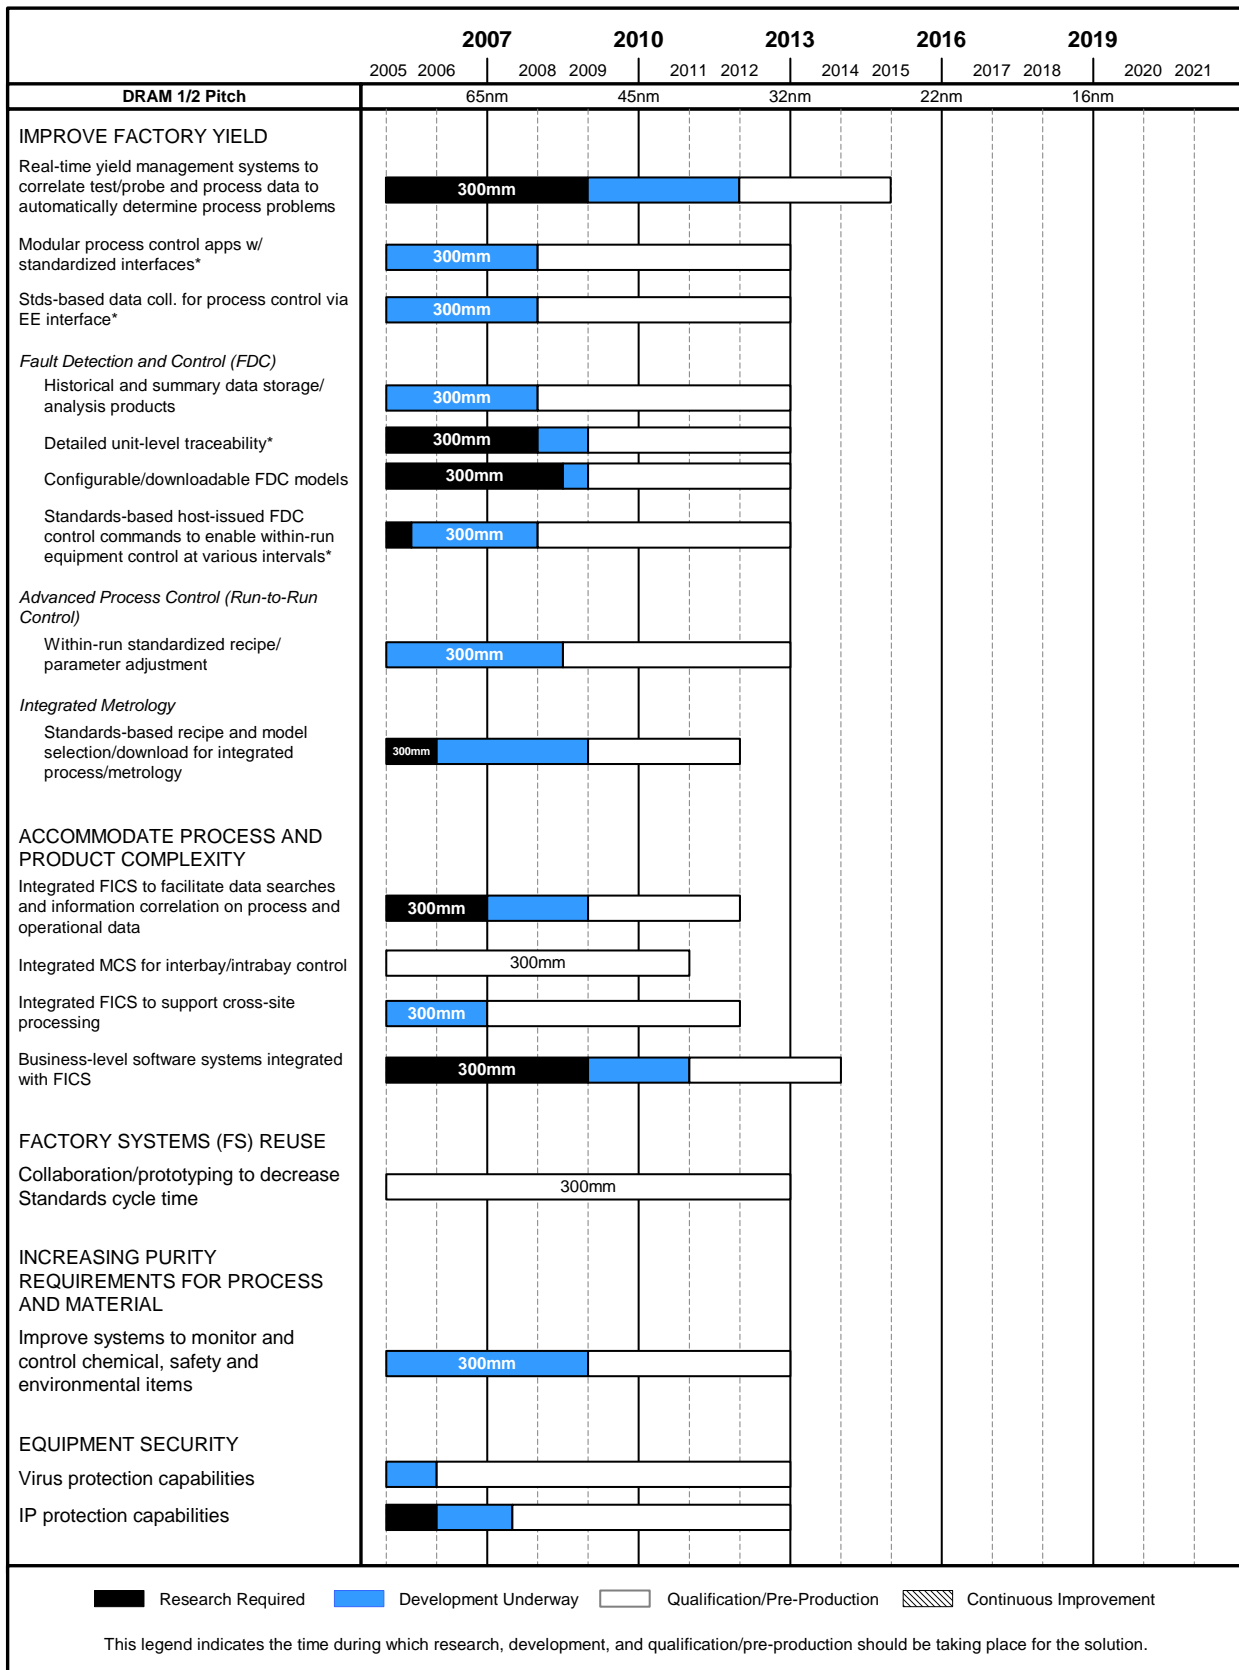 2007 2010 2013 2016 2019
2005 2006 2008 2009 2011 2012 2014 2015 2017 2018 2020 2021
DRAM 1/2 Pitch 65nm 45nm 32nm 22nm 16nm
IMPROVE FACTORY YIELD
Real-time yield management systems to
correlate test/probe and process data to
automatically determine process problems
300mm
Modular process control apps w/
standardized interfaces*
300mm
Stds-based data coll. for process control via
EE interface*
300mm
Fault Detection and Control (FDC)
Historical and summary data storage/
analysis products
300mm
Detailed unit-level traceability*
300mm
Configurable/downloadable FDC models
300mm
Standards-based host-issued FDC
control commands to enable within-run
equipment control at various intervals*
300mm
Advanced Process Control (Run-to-Run
Control)
Within-run standardized recipe/
parameter adjustment
300mm
Integrated Metrology
Standards-based recipe and model
selection/download for integrated
process/metrology
300mm
ACCOMMODATE PROCESS AND
PRODUCT COMPLEXITY
Integrated FICS to facilitate data searches
and information correlation on process and
operational data
300mm
Integrated MCS for interbay/intrabay control
300mm
Integrated FICS to support cross-site
processing
300mm
Business-level software systems integrated
with FICS
300mm
FACTORY SYSTEMS (FS) REUSE
Collaboration/prototyping to decrease
Standards cycle time
300mm
INCREASING PURITY
REQUIREMENTS FOR PROCESS
AND MATERIAL
Improve systems to monitor and
control chemical, safety and
environmental items
300mm
EQUIPMENT SECURITY
Virus protection capabilities
IP protection capabilities
Research Required Development Underway Qualification/Pre-Production Continuous Improvement
This legend indicates the time during which research, development, and qualification/pre-production should be taking place for the solution.